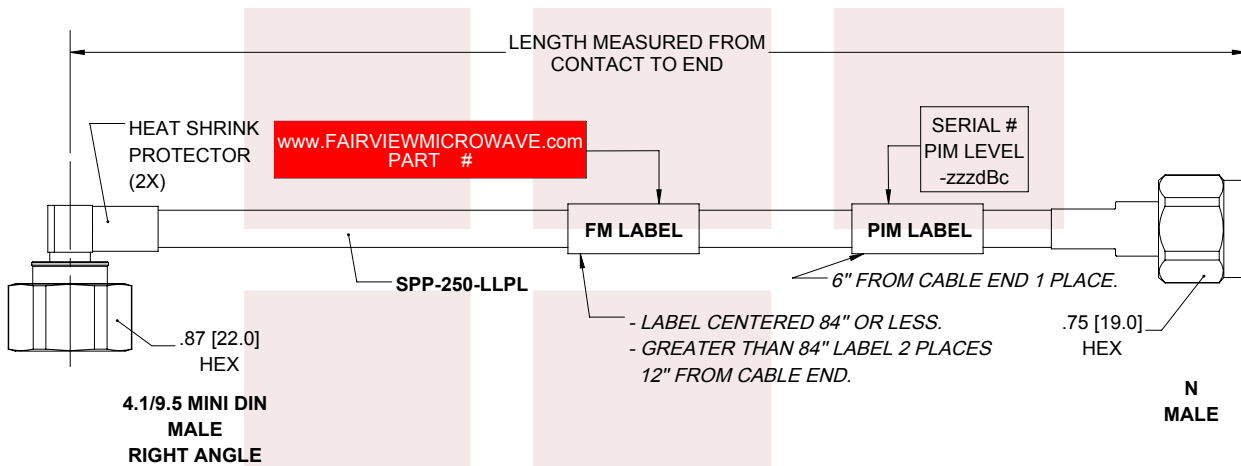 LENGTH MEASURED FROM
CONTACT TO END
HEAT SHRINK
PROTECTOR
(2X)
www.FAIRVIEWMICROWAVE.com
PART #
SERIAL #
PIM LEVEL
-zzzdBc
FM LABEL
PIM LABEL
SPP-250-LLPL
6" FROM CABLE END 1 PLACE.
- LABEL CENTERED 84" OR LESS.
- GREATER THAN 84" LABEL 2 PLACES
12" FROM CABLE END.
.87 [22.0]
HEX
.75 [19.0]
HEX
4.1/9.5 MINI DIN
MALE
RIGHT ANGLE
N
MALE